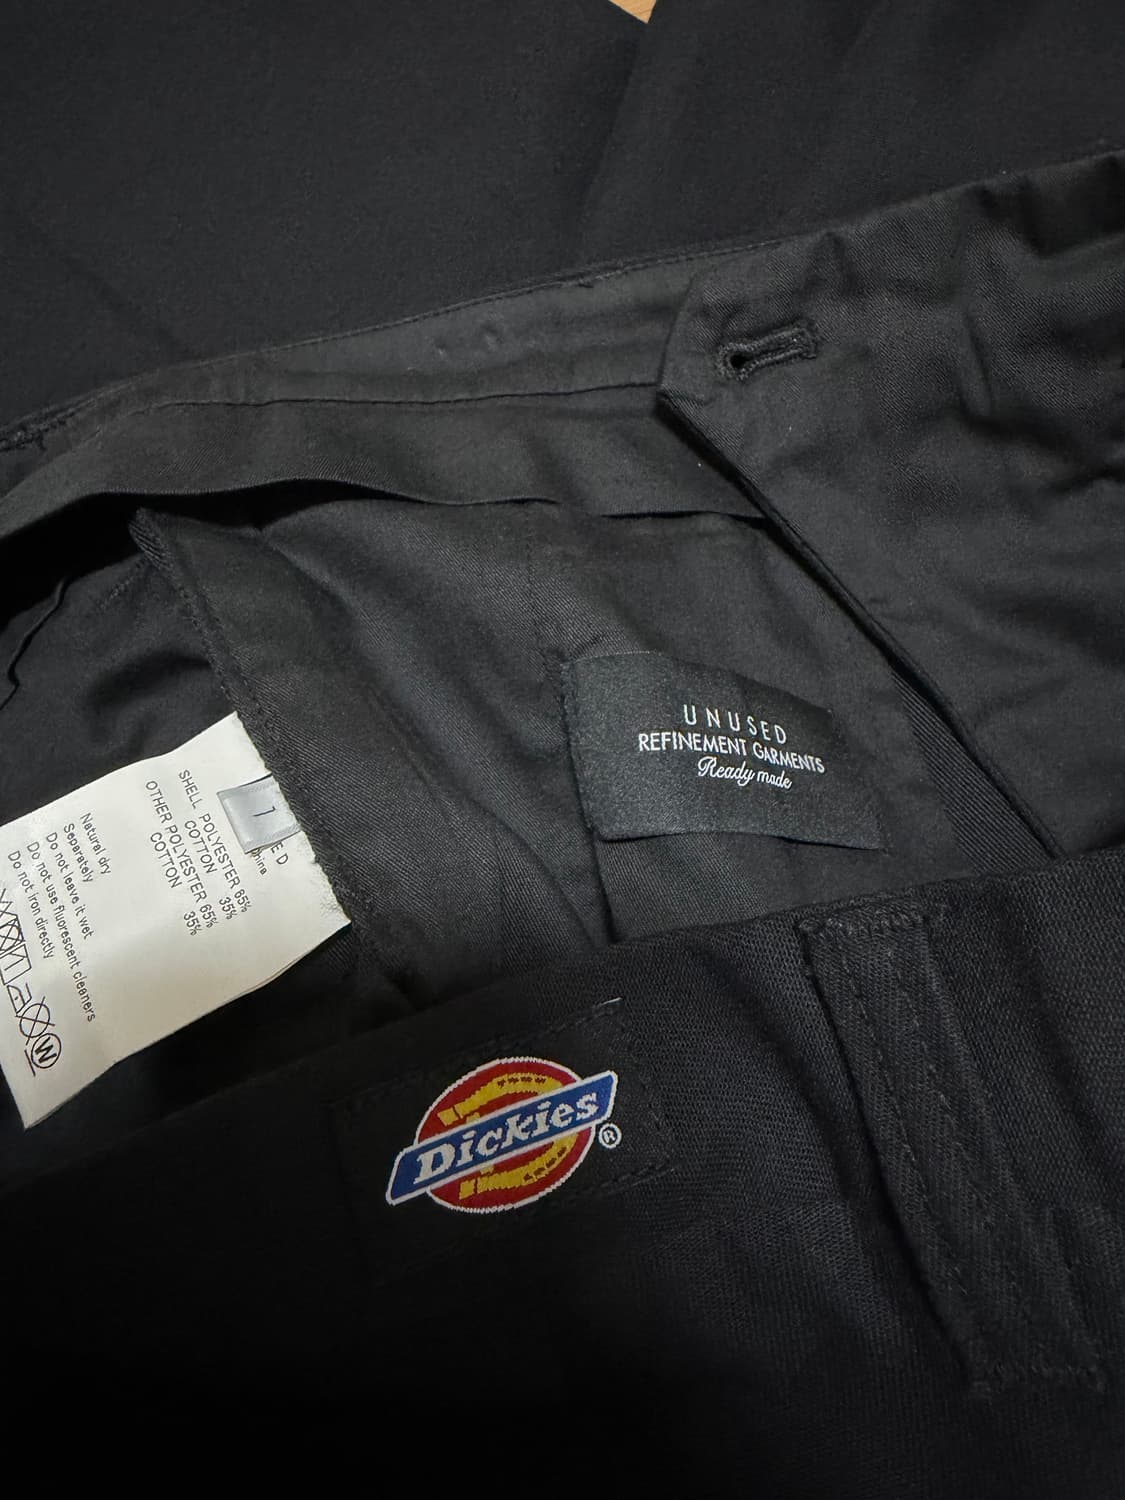 UNUSED
REFINEMENT GARMENTS
Ready made
1
SHELL POLYESTER 65%
COTTON 35%
OTHER POLYESTER 65%
COTTON 35%
Natural dry
Separately
Do not leave it wet
Do not use fluorescent cleaners
Do not iron directly
W
Dickies®